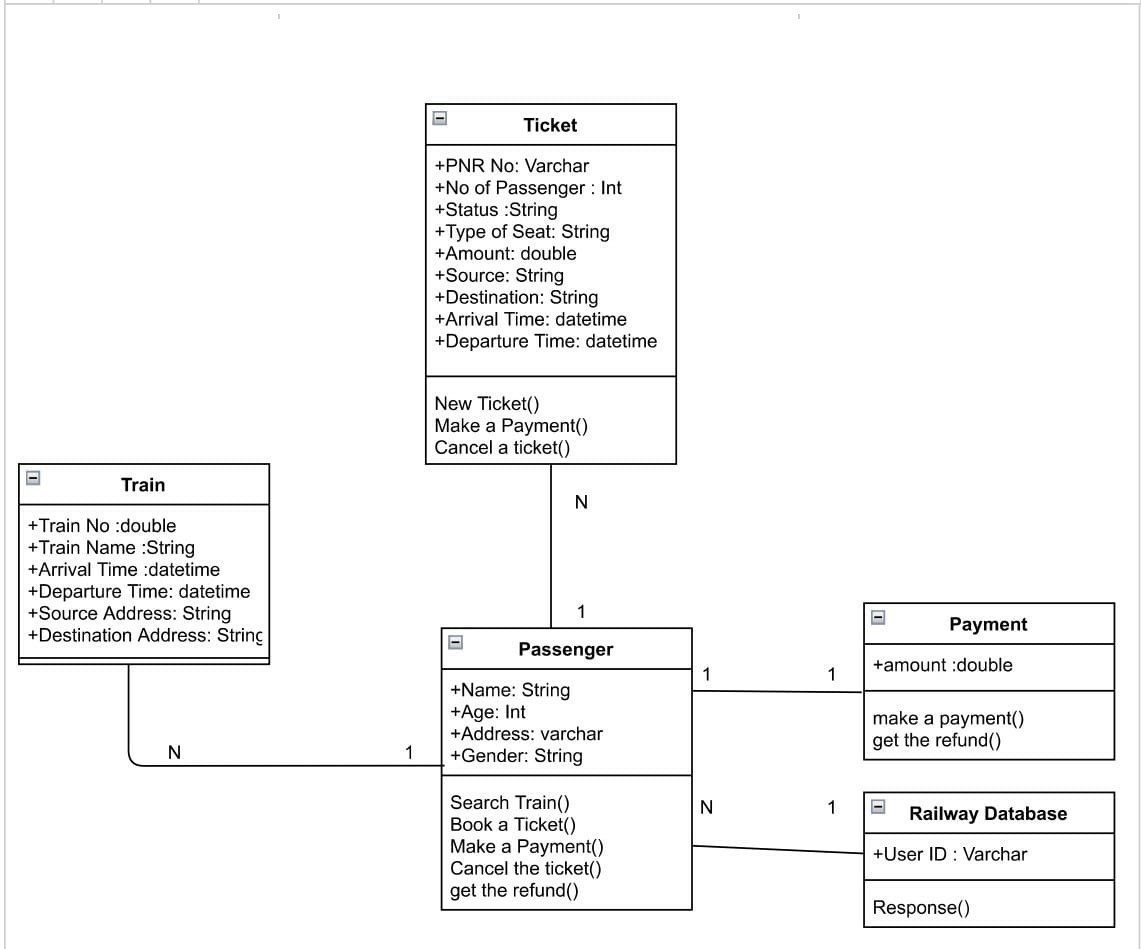 Ticket
+PNR No: Varchar
+No of Passenger : Int
+Status :String
+Type of Seat: String
+Amount: double
+Source: String
+Destination: String
+Arrival Time: datetime
+Departure Time: datetime
New Ticket()
Make a Payment()
Cancel a ticket()
N
1
Train
+Train No :double
+Train Name :String
+Arrival Time :datetime
+Departure Time: datetime
+Source Address: String
+Destination Address: String
N
1
Passenger
+Name: String
+Age: Int
+Address: varchar
+Gender: String
Search Train()
Book a Ticket()
Make a Payment()
Cancel the ticket()
get the refund()
1
1
Payment
+amount :double
make a payment()
get the refund()
N
1
Railway Database
+User ID : Varchar
Response()